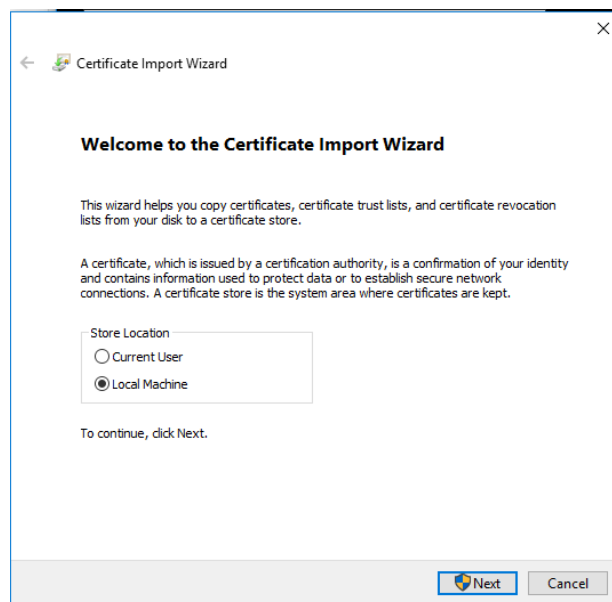 Certificate Import Wizard
Welcome to the Certificate Import Wizard
This wizard helps you copy certificates, certificate trust lists, and certificate revocation
lists from your disk to a certificate store.
A certificate, which is issued by a certification authority, is a confirmation of your identity
and contains information used to protect data or to establish secure network
connections. A certificate store is the system area where certificates are kept.
Store Location
Current User
Local Machine
To continue, click Next.
Next Cancel